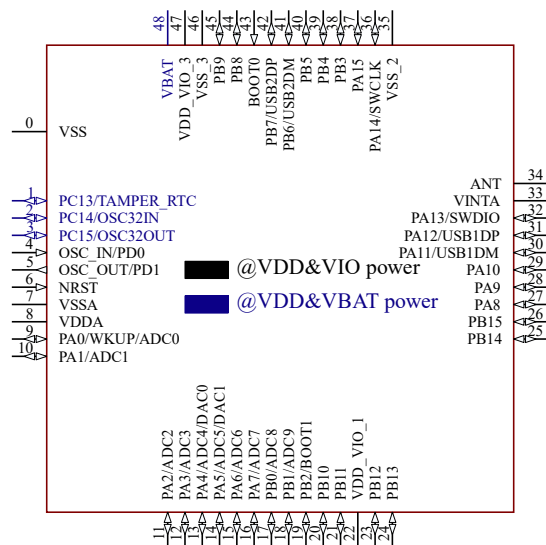 48
47
46
45
44
43
42
41
40
39
38
37
36
35
VBAT
VDD_VIO_3
VSS_3
PB9
PB8
BOOT0
PB7/USB2DP
PB6/USB2DM
PB5
PB4
PB3
PA15
PA14/SWCLK
VSS_2
0 VSS
1 PC13/TAMPER_RTC
2 PC14/OSC32IN
3 PC15/OSC32OUT
4 OSC_IN/PD0
5 OSC_OUT/PD1
6 NRST
7 VSSA
8 VDDA
9 PA0/WKUP/ADC0
10 PA1/ADC1
@VDD&VIO power
@VDD&VBAT power
ANT 34
VINTA 33
PA13/SWDIO 32
PA12/USB1DP 31
PA11/USB1DM 30
PA10 29
PA9 28
PA8 27
PB15 26
PB14 25
PA2/ADC2
PA3/ADC3
PA4/ADC4/DAC0
PA5/ADC5/DAC1
PA6/ADC6
PA7/ADC7
PB0/ADC8
PB1/ADC9
PB2/BOOT1
PB10
PB11
VDD_VIO_1
PB12
PB13
11
12
13
14
15
16
17
18
19
20
21
22
23
24